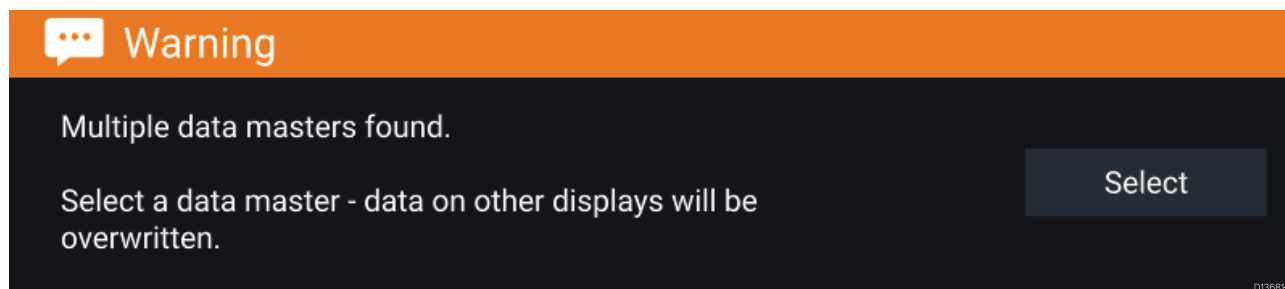 Warning
Multiple data masters found.
Select
Select a data master - data on other displays will be
overwritten.